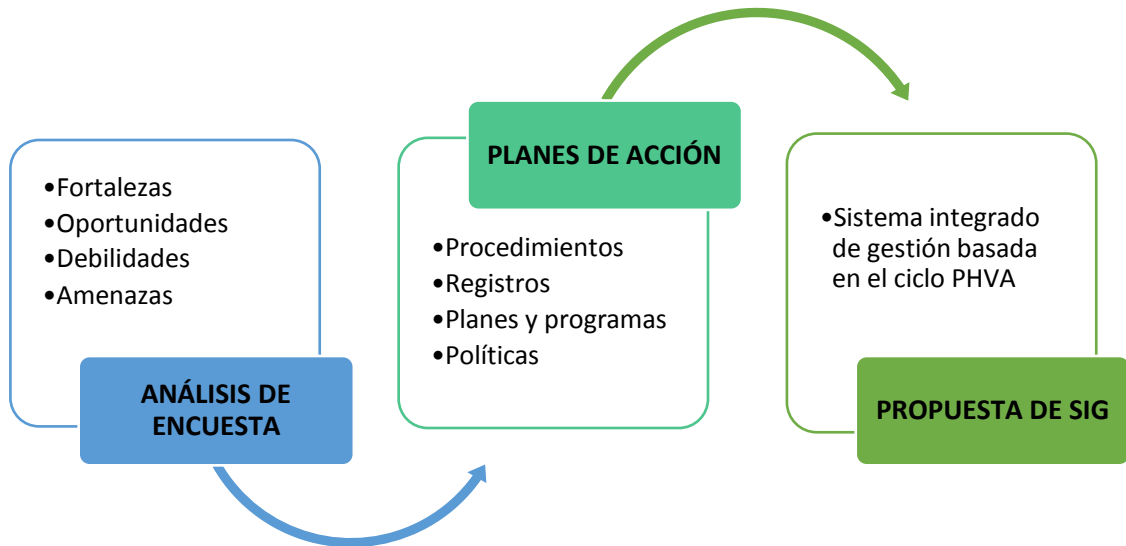 •Fortalezas
•Oportunidades
•Debilidades
•Amenazas
ANÁLISIS DE
ENCUESTA
PLANES DE ACCIÓN
•Procedimientos
•Registros
•Planes y programas
•Políticas
•Sistema integrado
de gestión basada
en el ciclo PHVA
PROPUESTA DE SIG